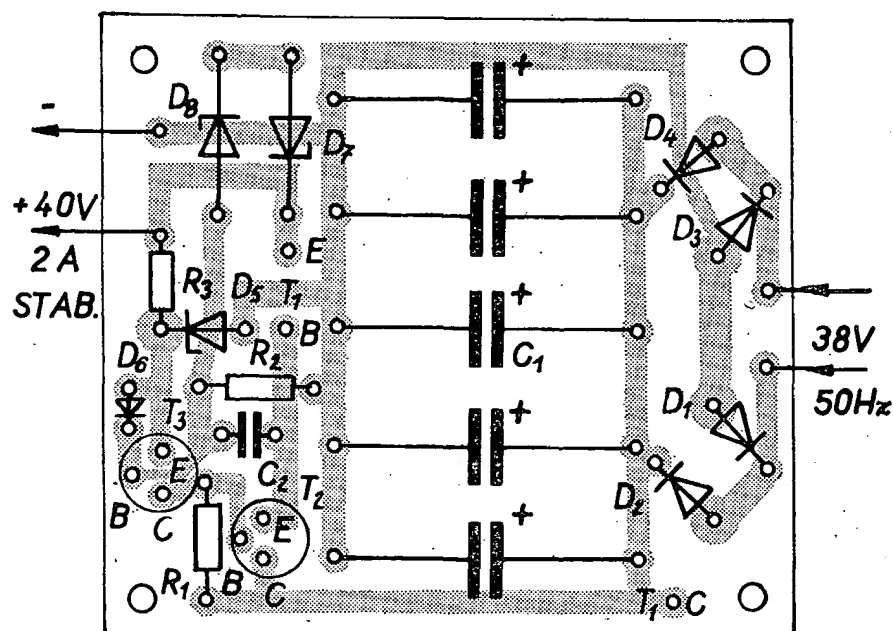 -
+40V
2 A
STAB.
D8
D7
E
R3
D5
T1
B
R2
D6
T3
E
B
C
C2
T2
E
B
C
R1
+
+
+
C1
+
+
D4
D3
38V
50Hz
D1
D2
T1 C